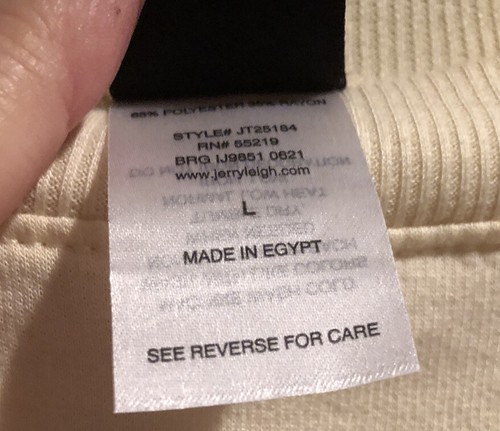 65% POLYESTER 35% RAYON
STYLE# JT25184
RN# 55219
BRG IJ9851 0621
www.jerryleigh.com
L
MADE IN EGYPT
SEE REVERSE FOR CARE